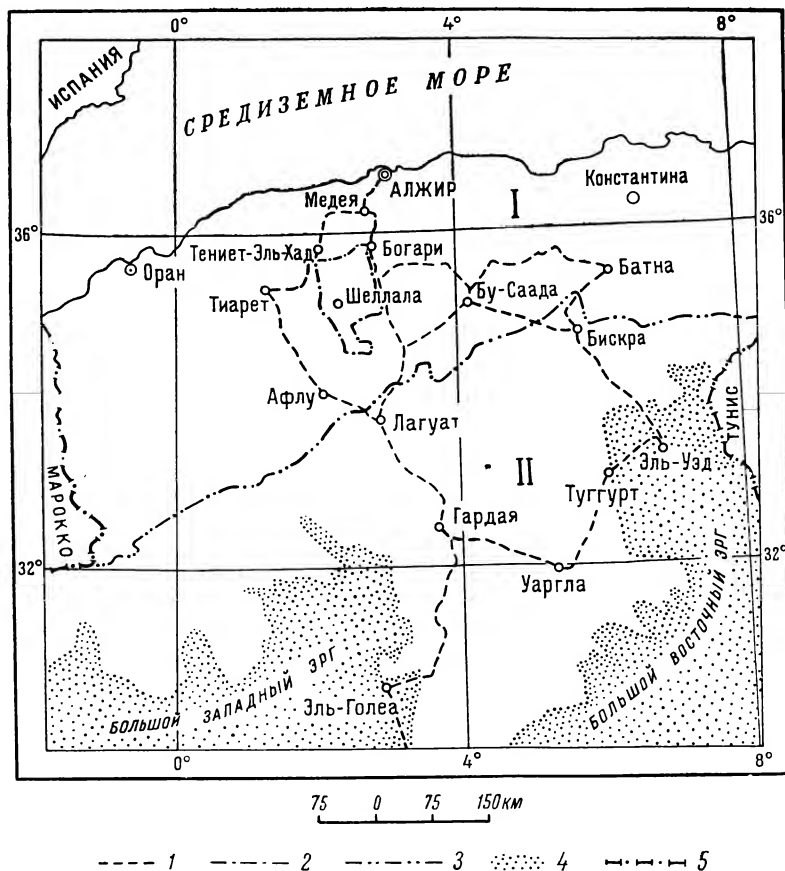 0° 4° 8°
ИСПАНИЯ
СРЕДИЗЕМНОЕ МОРЕ
АЛЖИР
Константина
Медея
I
36° 36°
Тениет-Эль-Хад
Богари
Оран
Батна
Тиарет
Шеллала
Бу-Саада
Бискра
Афлу
Лагуат
ТУНИС
Эль-Уэд
МАРОККО
II
Туггурт
Гардая
32° 32°
Уаргла
БОЛЬШОЙ ЗАПАДНЫЙ ЭРГ
БОЛЬШОЙ ВОСТОЧНЫЙ ЭРГ
Эль-Голеа
0° 4° 8°
75 0 75 150 км
1 2 3 4 5